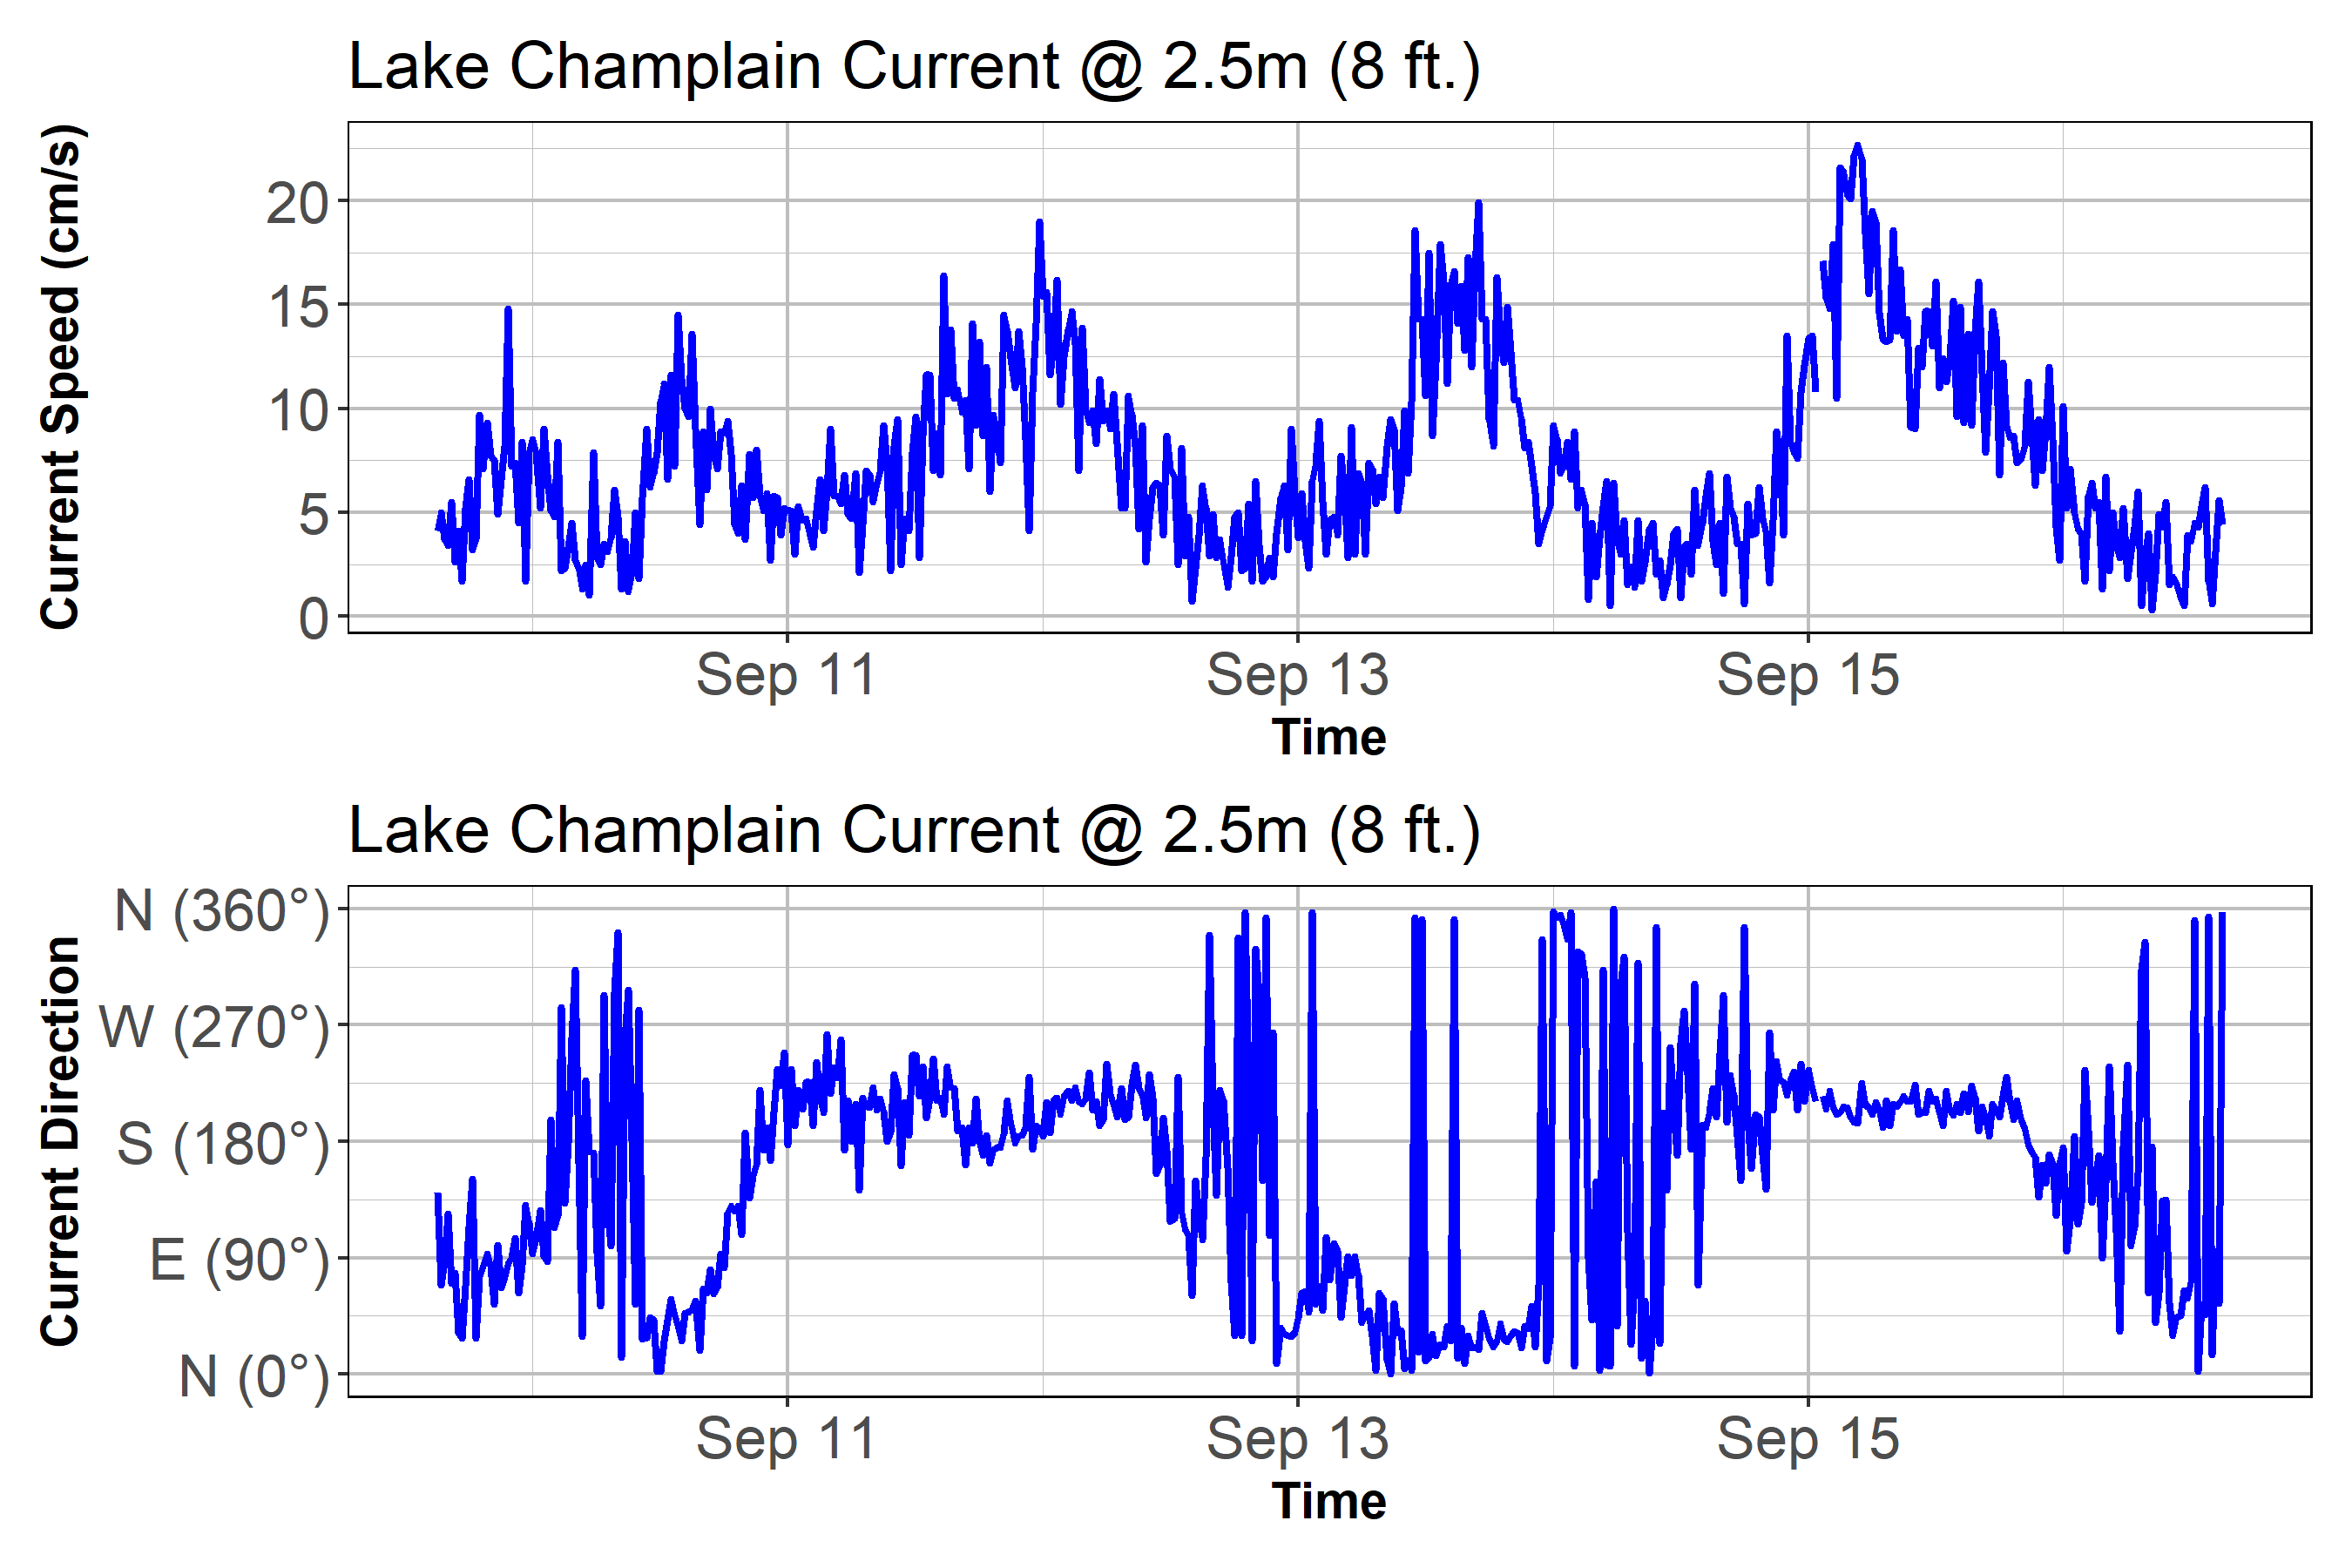 Lake Champlain Current @ 2.5m (8 ft.)
Current Speed (cm/s)
20
15
10
5
0
Sep 11 Sep 13 Sep 15
Time
Lake Champlain Current @ 2.5m (8 ft.)
Current Direction
N (360°)
W (270°)
S (180°)
E (90°)
N (0°)
Sep 11 Sep 13 Sep 15
Time